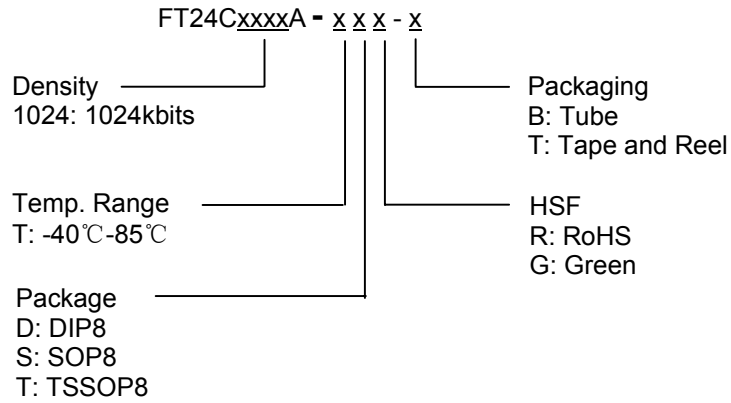 FT24CxxxxA - x x x - x
Density
1024: 1024kbits
Packaging
B: Tube
T: Tape and Reel
Temp. Range
T: -40℃-85℃
HSF
R: RoHS
G: Green
Package
D: DIP8
S: SOP8
T: TSSOP8